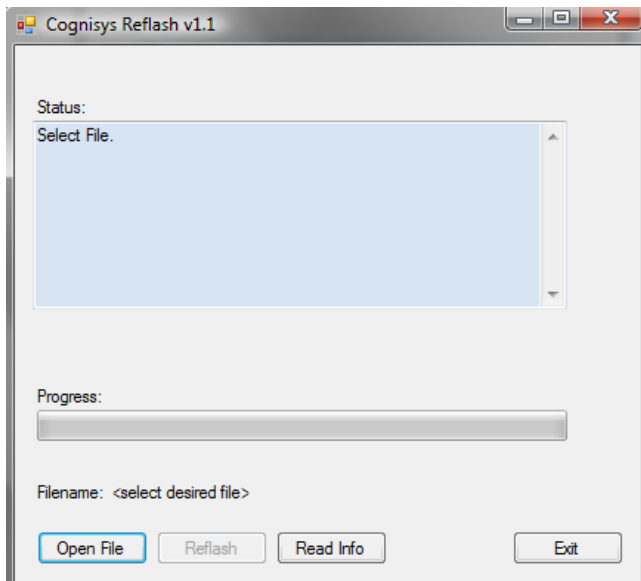 Cognisys Reflash v1.1
Status:
Select File.
Progress:
Filename: <select desired file>
Open File Reflash Read Info Exit